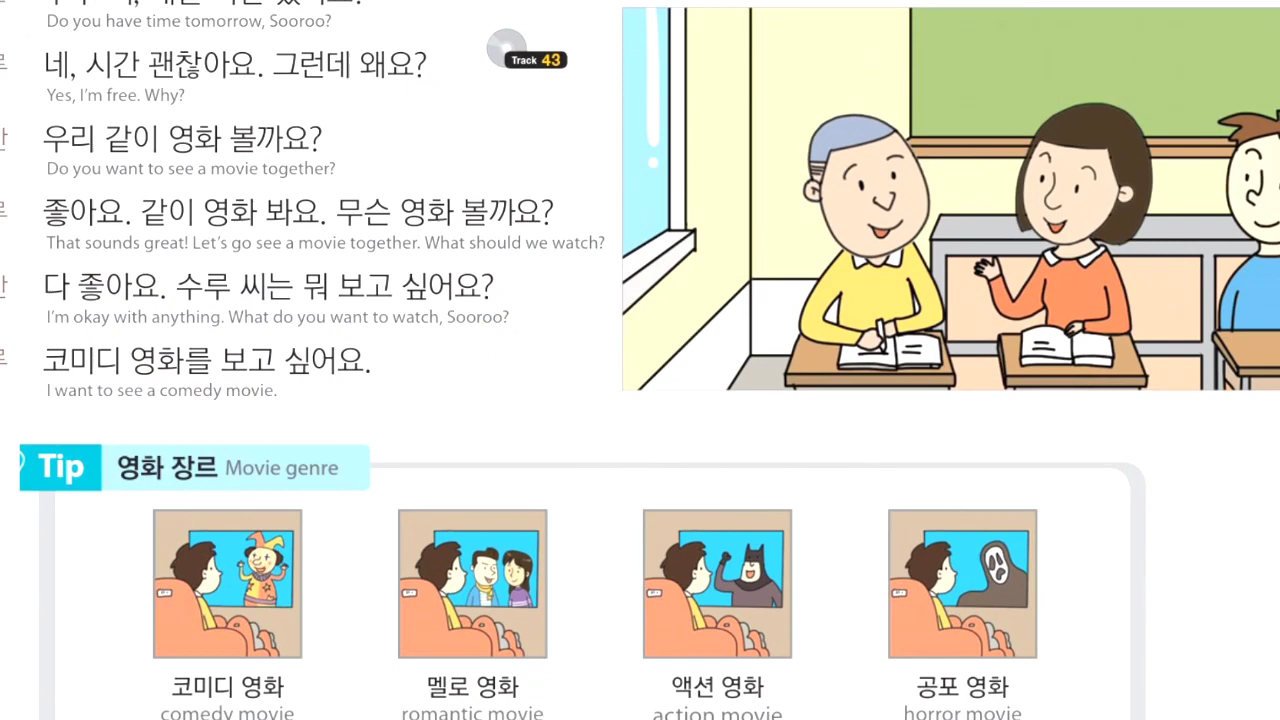 Do you have time tomorrow, Sooroo?
네, 시간 괜찮아요. 그런데 왜요?
Track 43
Yes, I'm free. Why?
우리 같이 영화 볼까요?
Do you want to see a movie together?
좋아요. 같이 영화 봐요. 무슨 영화 볼까요?
That sounds great! Let's go see a movie together. What should we watch?
다 좋아요. 수루 씨는 뭐 보고 싶어요?
I'm okay with anything. What do you want to watch, Sooroo?
코미디 영화를 보고 싶어요.
I want to see a comedy movie.
Tip 영화 장르 Movie genre
코미디 영화 멜로 영화 액션 영화 공포 영화
comedy movie romantic movie action movie horror movie